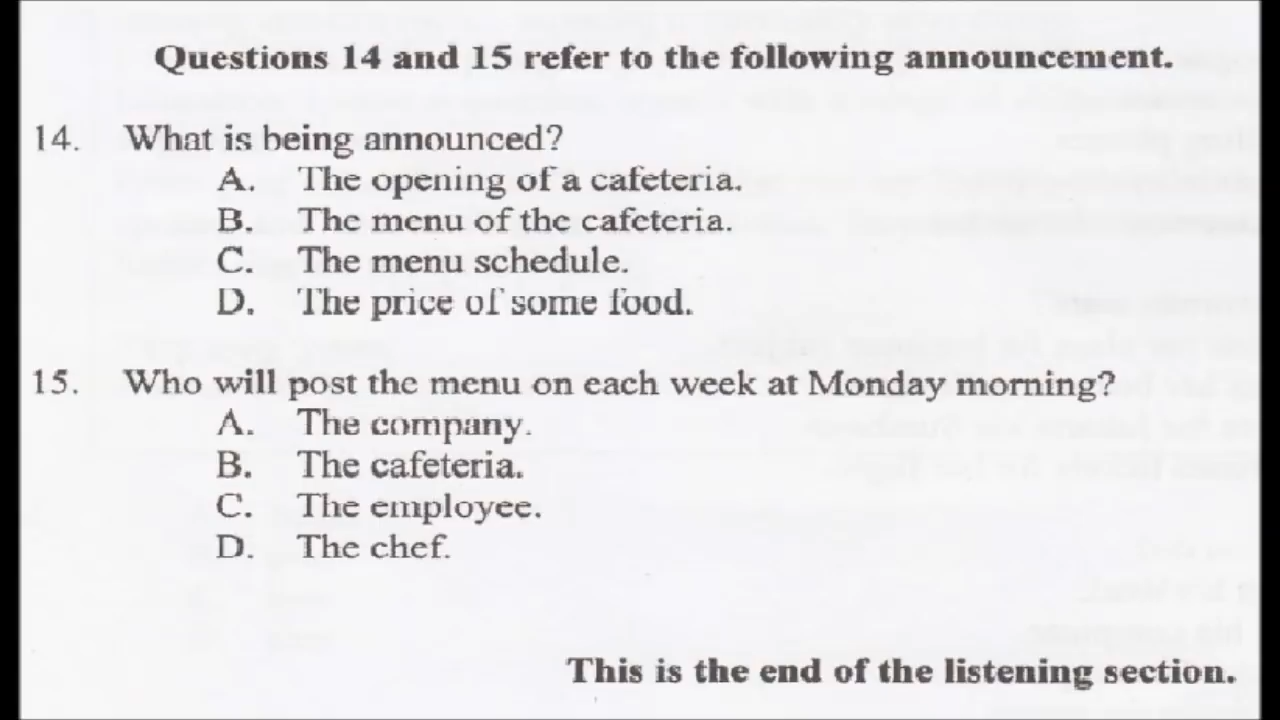 Questions 14 and 15 refer to the following announcement.
14. What is being announced?
A. The opening of a cafeteria.
B. The menu of the cafeteria.
C. The menu schedule.
D. The price of some food.
15. Who will post the menu on each week at Monday morning?
A. The company.
B. The cafeteria.
C. The employee.
D. The chef.
This is the end of the listening section.